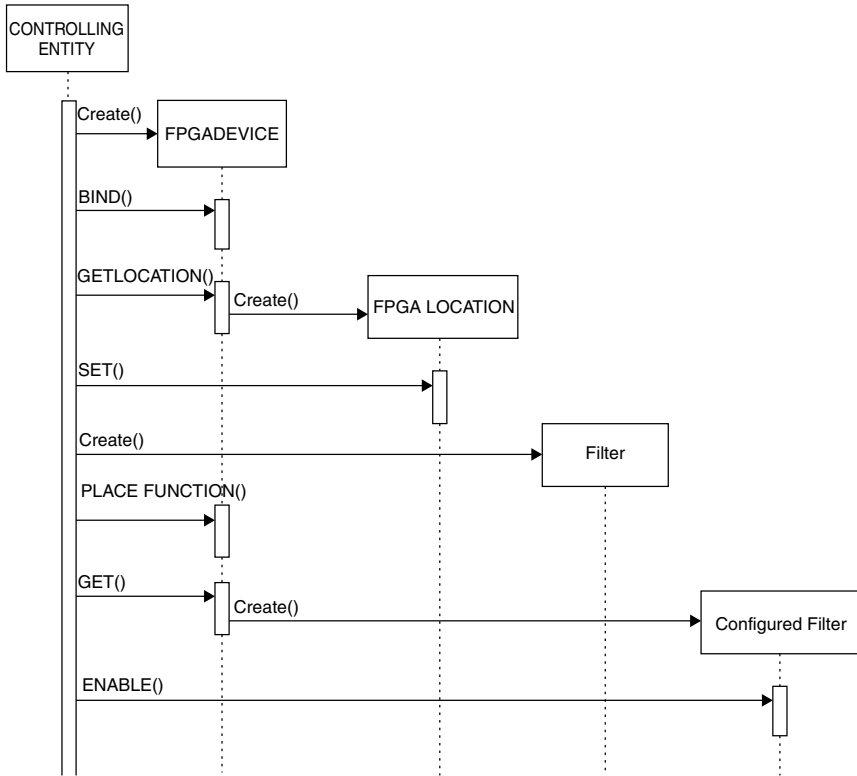 CONTROLLING
ENTITY
Create()
FPGADEVICE
BIND()
GETLOCATION()
Create()
FPGA LOCATION
SET()
Create()
Filter
PLACE FUNCTION()
GET()
Create()
Configured Filter
ENABLE()